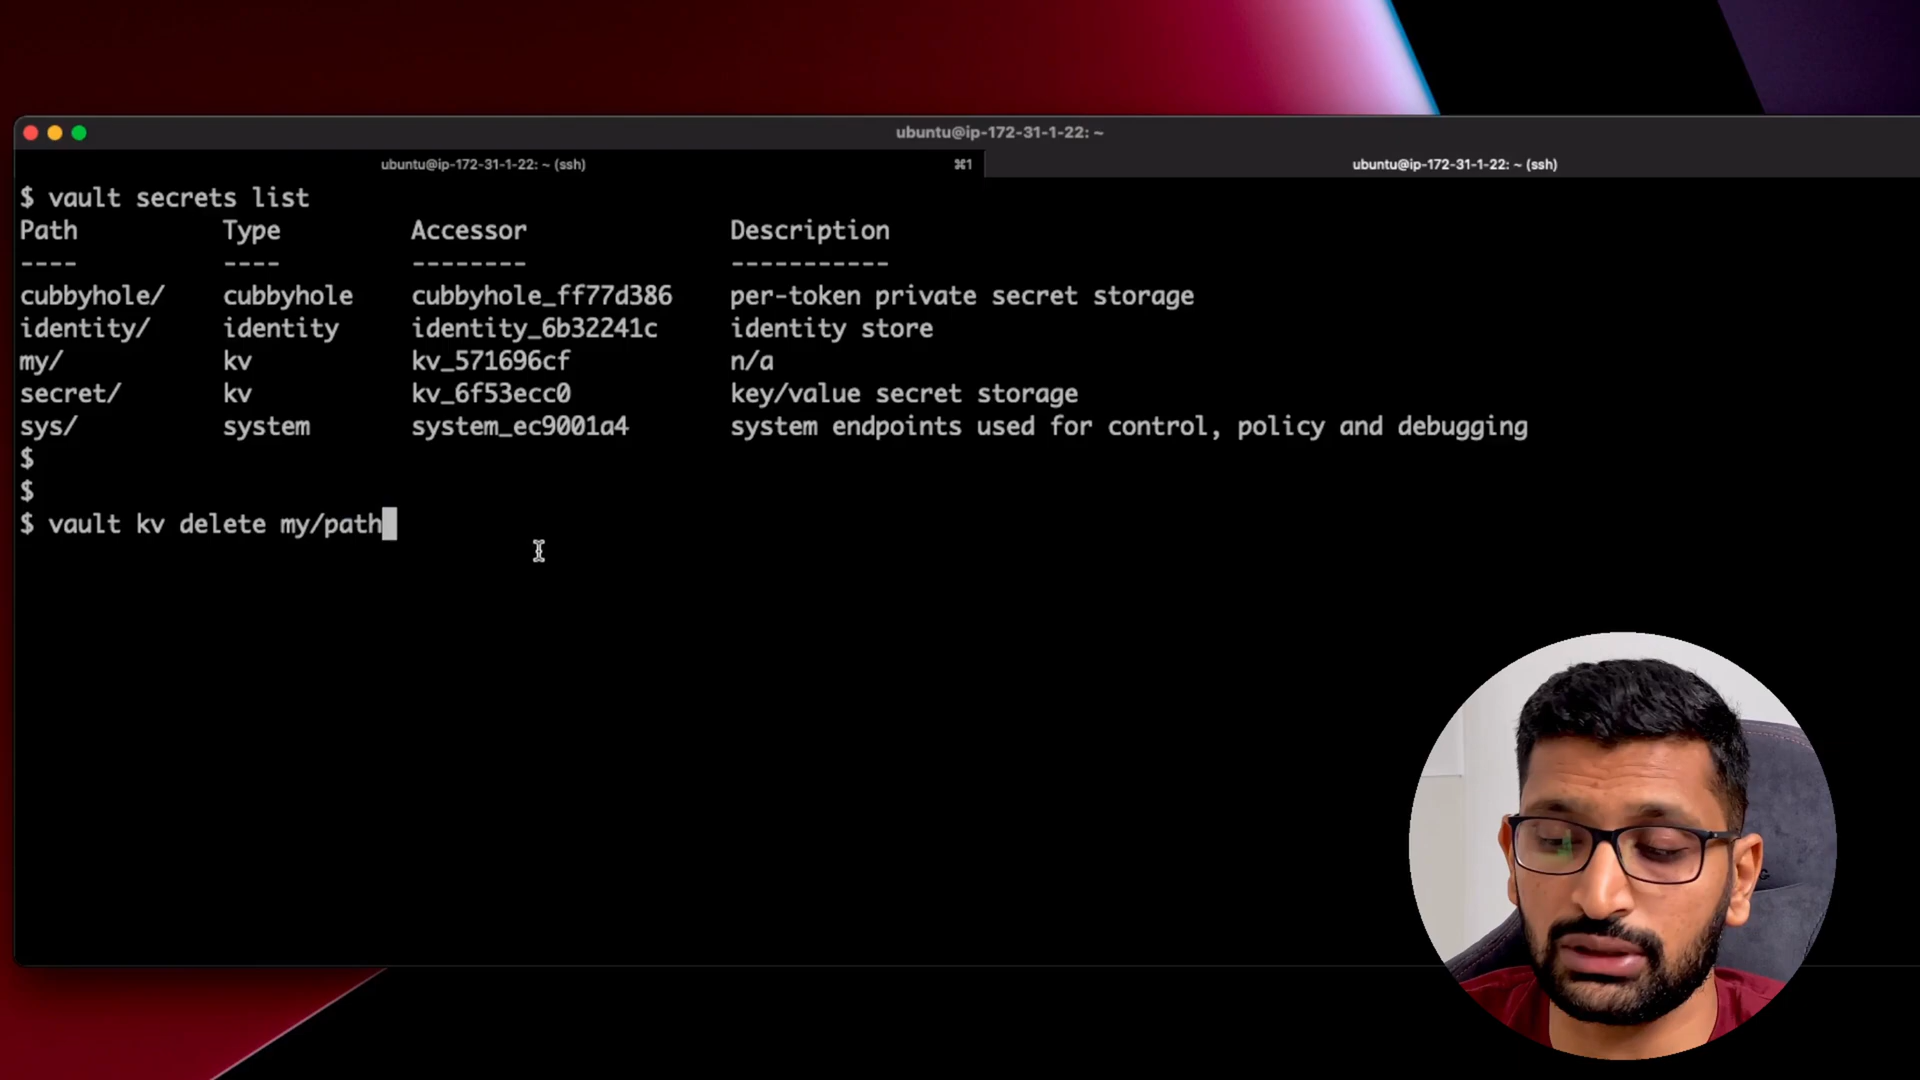 ubuntu@ip-172-31-1-22: ~
ubuntu@ip-172-31-1-22: ~ (ssh) ⌘1 ubuntu@ip-172-31-1-22: ~ (ssh)
$ vault secrets list
Path Type Accessor Description
---- ---- -------- -----------
cubbyhole/ cubbyhole cubbyhole_ff77d386 per-token private secret storage
identity/ identity identity_6b32241c identity store
my/ kv kv_571696cf n/a
secret/ kv kv_6f53ecc0 key/value secret storage
sys/ system system_ec9001a4 system endpoints used for control, policy and debugging
$
$
$ vault kv delete my/path